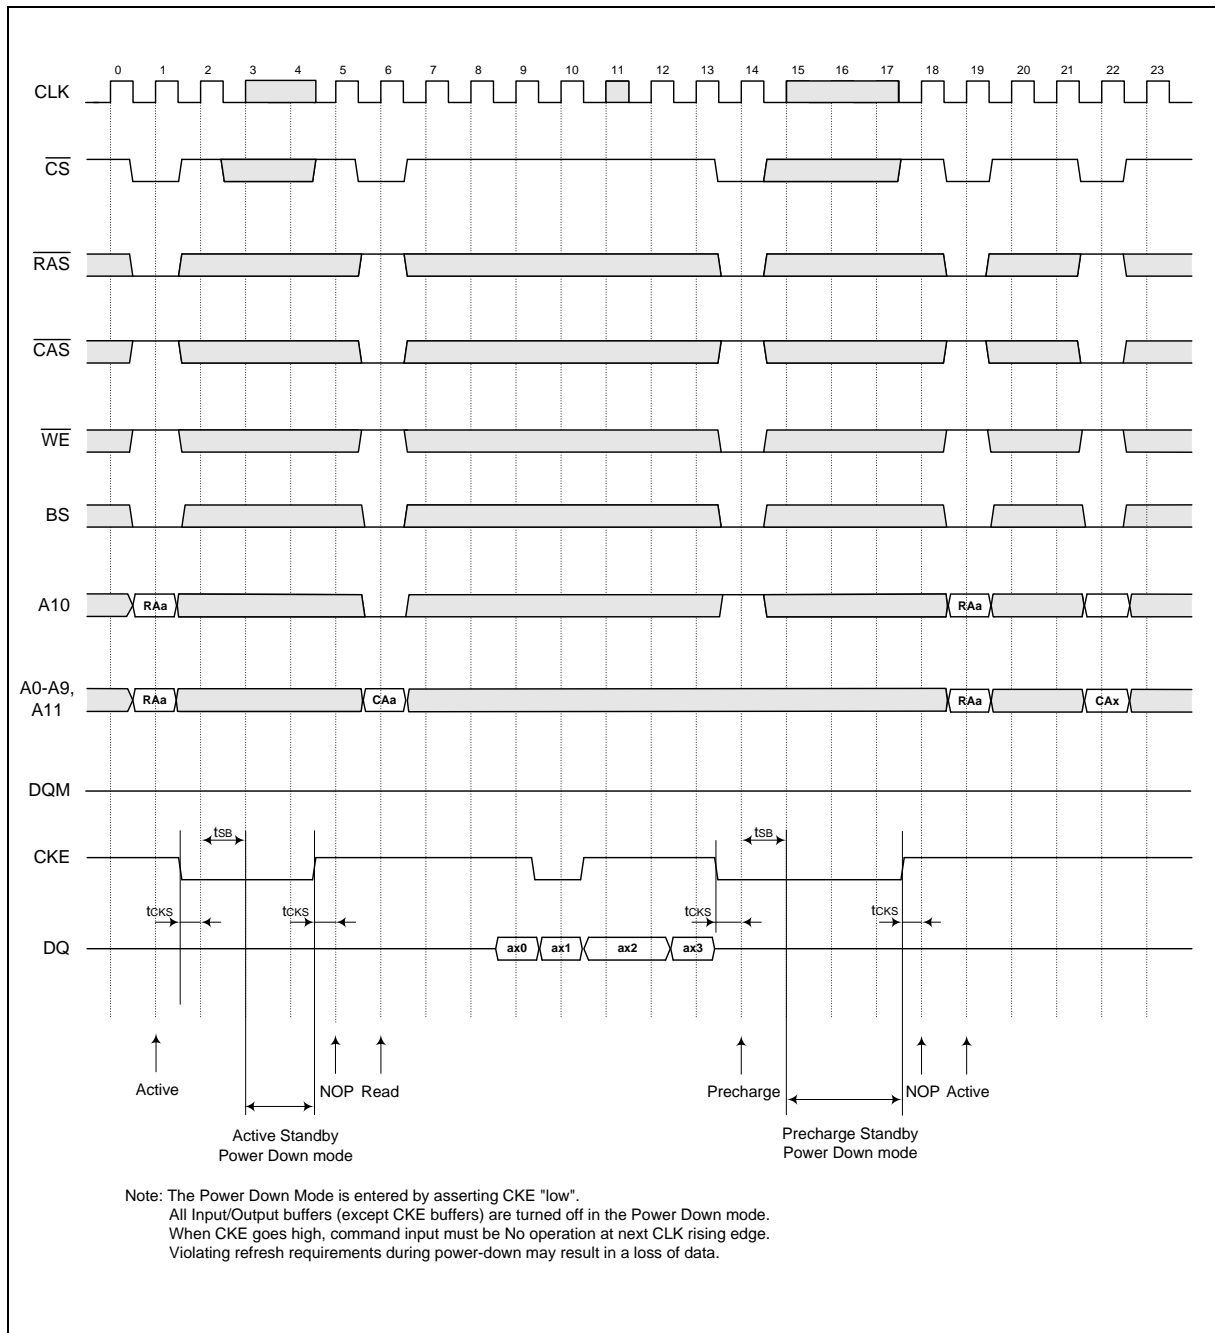 0 1 2 3 4 5 6 7 8 9 10 11 12 13 14 15 16 17 18 19 20 21 22 23
CLK
CS
RAS
CAS
WE
BS
A10 RAa RAa
A0-A9,
A11 RAa CAa RAa CAx
DQM
tSB tSB
CKE
tCKS tCKS tCKS tCKS
DQ ax0 ax1 ax2 ax3
Active NOP Read Precharge NOP Active
Active Standby
Power Down mode
Precharge Standby
Power Down mode
Note: The Power Down Mode is entered by asserting CKE "low".
All Input/Output buffers (except CKE buffers) are turned off in the Power Down mode.
When CKE goes high, command input must be No operation at next CLK rising edge.
Violating refresh requirements during power-down may result in a loss of data.